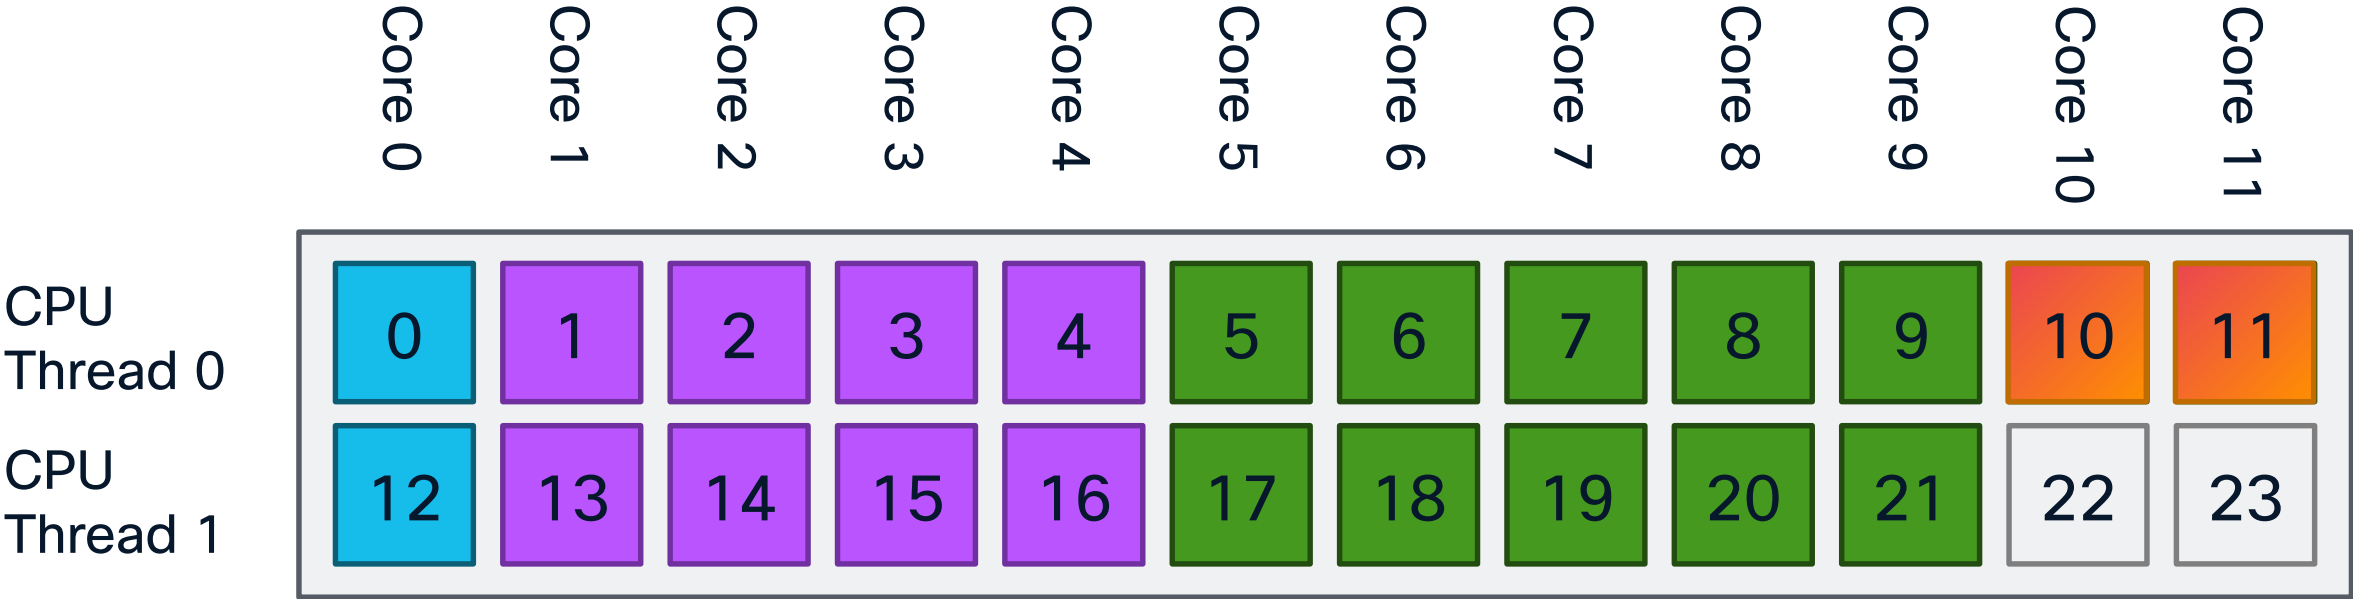 Core 0
Core 1
Core 2
Core 3
Core 4
Core 5
Core 6
Core 7
Core 8
Core 9
Core 10
Core 11
CPU
Thread 0
0 1 2 3 4 5 6 7 8 9 10 11
CPU
Thread 1
12 13 14 15 16 17 18 19 20 21 22 23